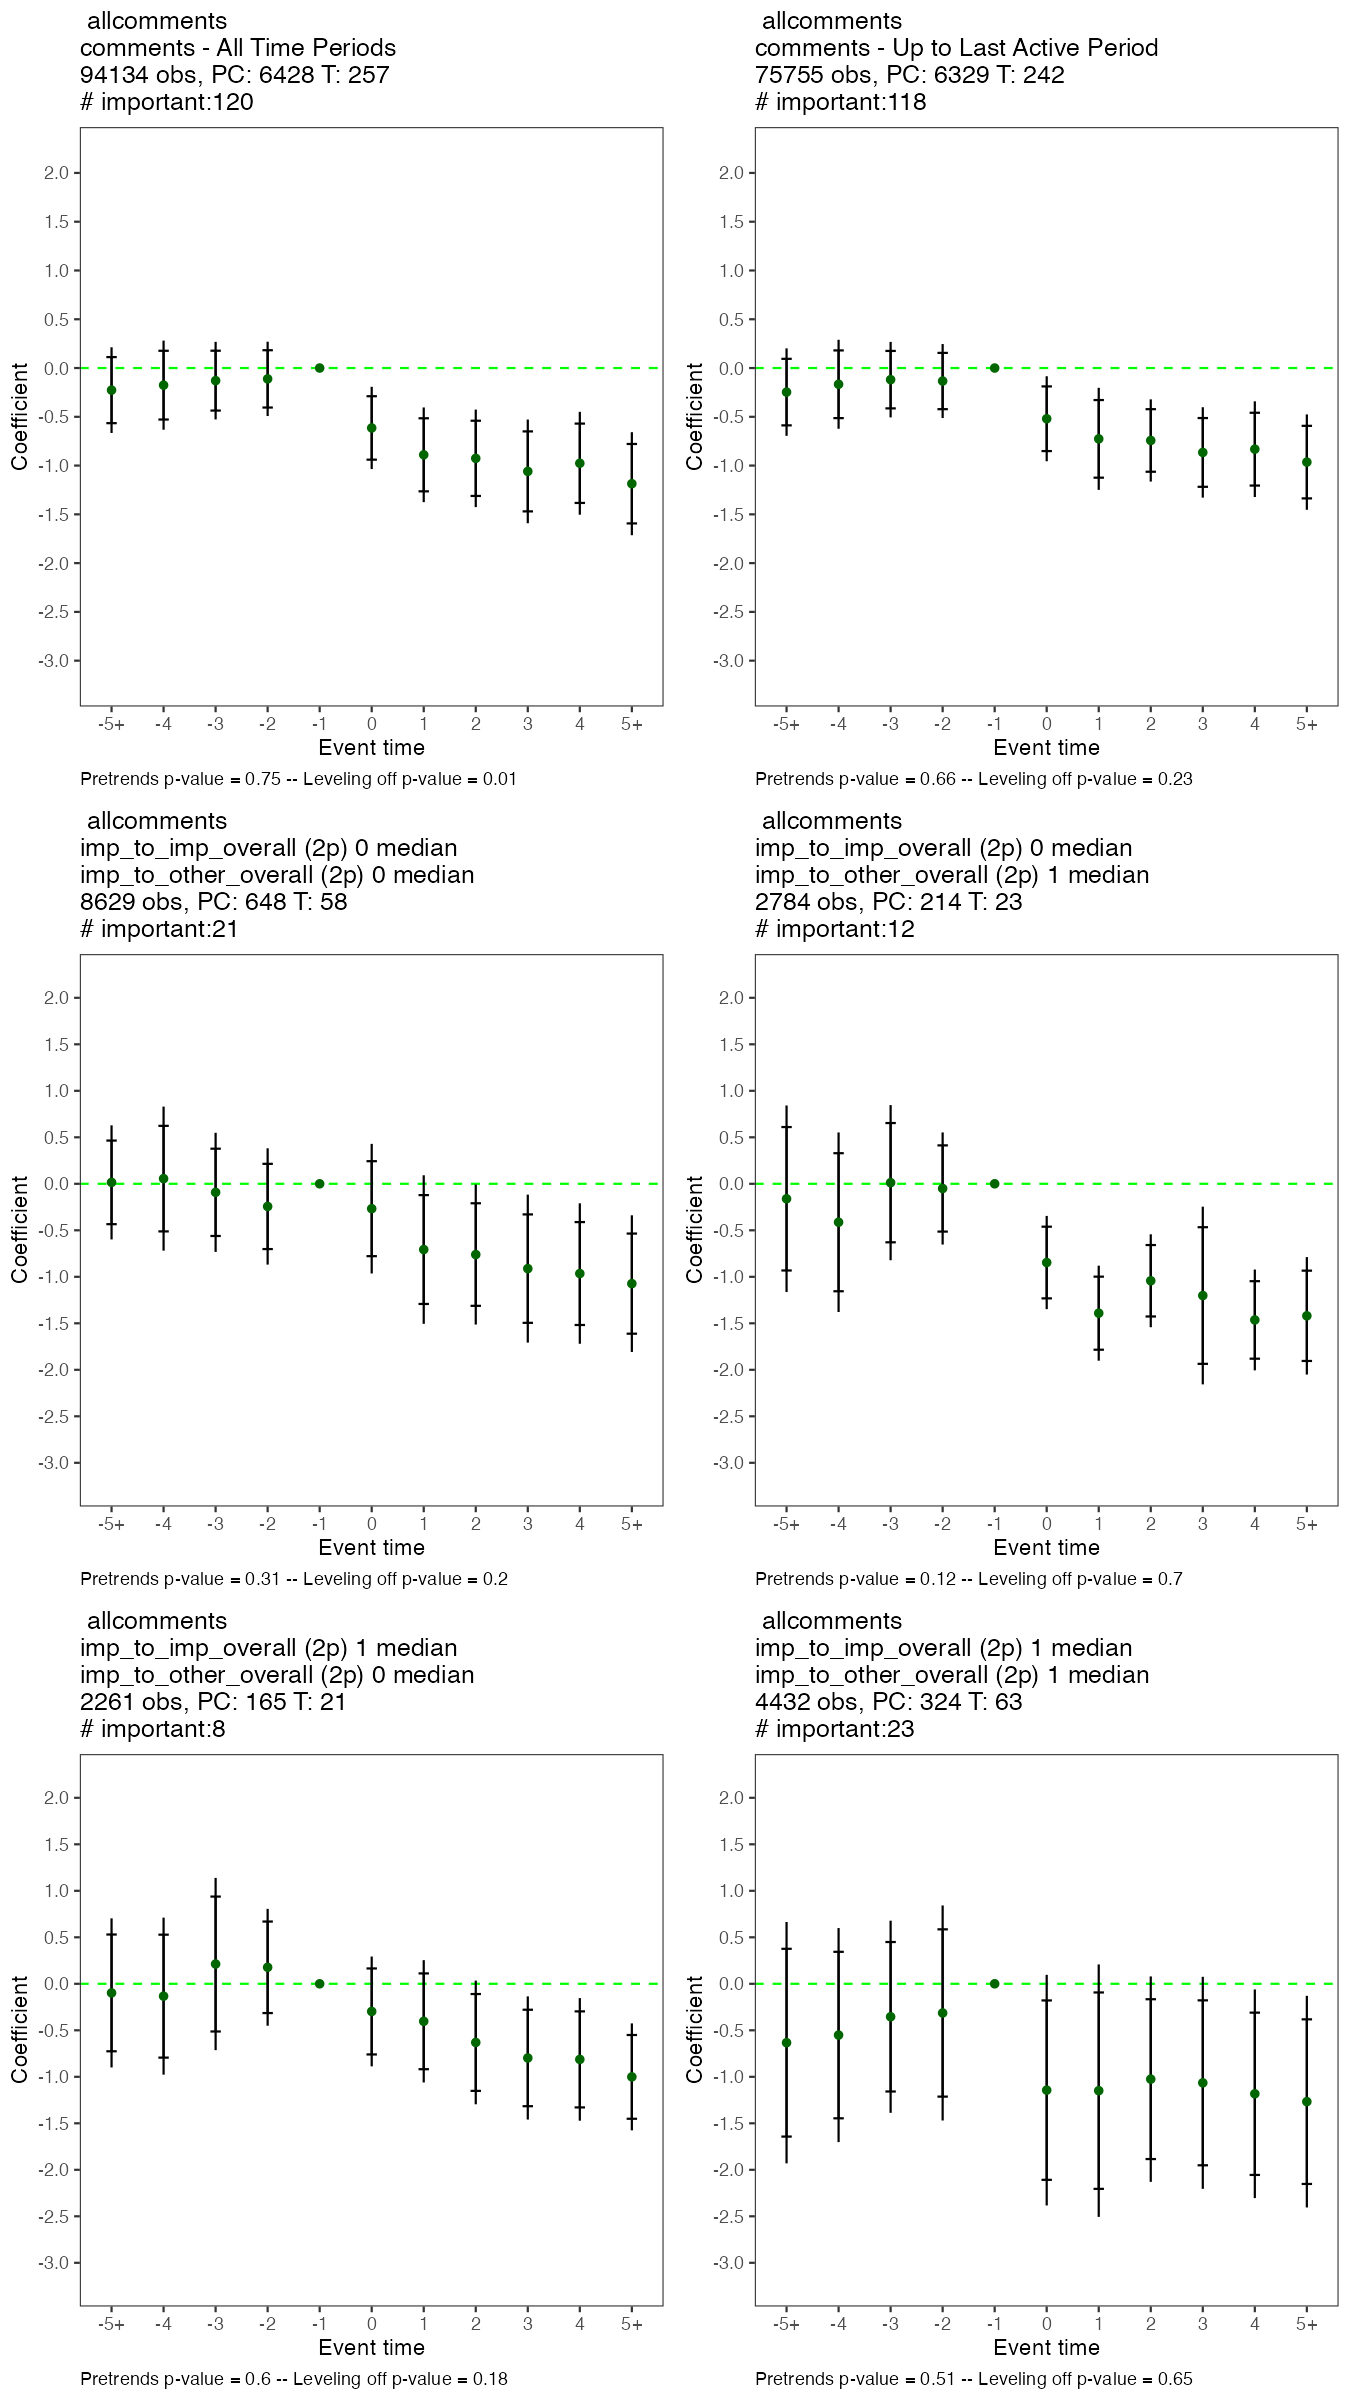 allcomments
comments - All Time Periods
94134 obs, PC: 6428 T: 257
# important:120
2.0
1.5
1.0
0.5
0.0
-0.5
-1.0
-1.5
-2.0
-2.5
-3.0
Coefficient
-5+ -4 -3 -2 -1 0 1 2 3 4 5+
Event time
Pretrends p-value = 0.75 -- Leveling off p-value = 0.01
allcomments
comments - Up to Last Active Period
75755 obs, PC: 6329 T: 242
# important:118
2.0
1.5
1.0
0.5
0.0
-0.5
-1.0
-1.5
-2.0
-2.5
-3.0
Coefficient
-5+ -4 -3 -2 -1 0 1 2 3 4 5+
Event time
Pretrends p-value = 0.66 -- Leveling off p-value = 0.23
allcomments
imp_to_imp_overall (2p) 0 median
imp_to_other_overall (2p) 0 median
8629 obs, PC: 648 T: 58
# important:21
2.0
1.5
1.0
0.5
0.0
-0.5
-1.0
-1.5
-2.0
-2.5
-3.0
Coefficient
-5+ -4 -3 -2 -1 0 1 2 3 4 5+
Event time
Pretrends p-value = 0.31 -- Leveling off p-value = 0.2
allcomments
imp_to_imp_overall (2p) 0 median
imp_to_other_overall (2p) 1 median
2784 obs, PC: 214 T: 23
# important:12
2.0
1.5
1.0
0.5
0.0
-0.5
-1.0
-1.5
-2.0
-2.5
-3.0
Coefficient
-5+ -4 -3 -2 -1 0 1 2 3 4 5+
Event time
Pretrends p-value = 0.12 -- Leveling off p-value = 0.7
allcomments
imp_to_imp_overall (2p) 1 median
imp_to_other_overall (2p) 0 median
2261 obs, PC: 165 T: 21
# important:8
2.0
1.5
1.0
0.5
0.0
-0.5
-1.0
-1.5
-2.0
-2.5
-3.0
Coefficient
-5+ -4 -3 -2 -1 0 1 2 3 4 5+
Event time
Pretrends p-value = 0.6 -- Leveling off p-value = 0.18
allcomments
imp_to_imp_overall (2p) 1 median
imp_to_other_overall (2p) 1 median
4432 obs, PC: 324 T: 63
# important:23
2.0
1.5
1.0
0.5
0.0
-0.5
-1.0
-1.5
-2.0
-2.5
-3.0
Coefficient
-5+ -4 -3 -2 -1 0 1 2 3 4 5+
Event time
Pretrends p-value = 0.51 -- Leveling off p-value = 0.65